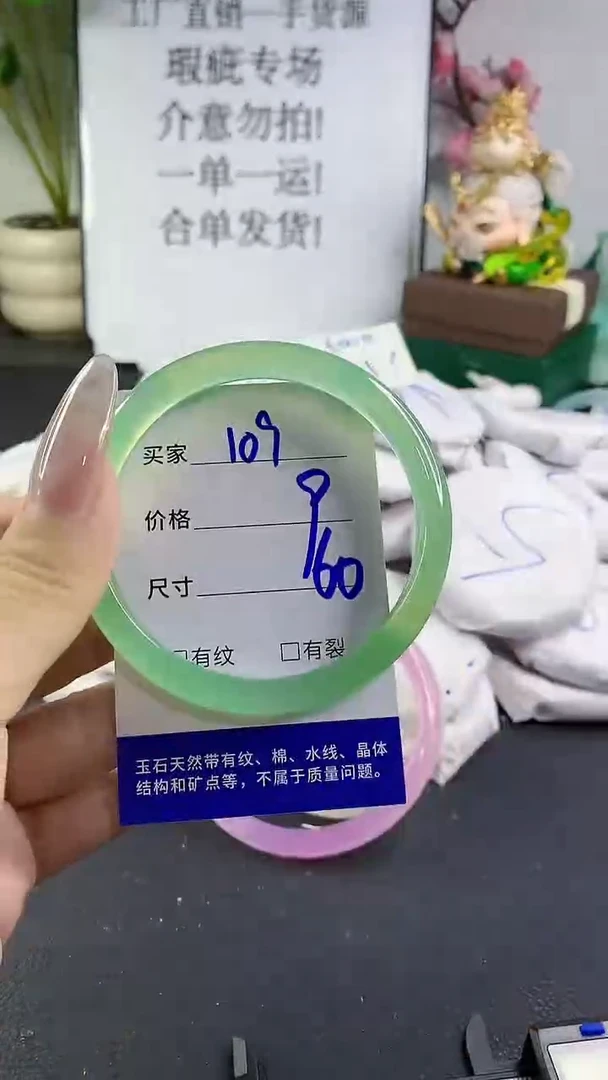 工厂直销一手货源
瑕疵专场
介意勿拍!
一单一运!
合单发货!
买家 109
价格
尺寸 60
□有纹 □有裂
玉石天然带有纹、棉、水线、晶体
结构和矿点等，不属于质量问题。